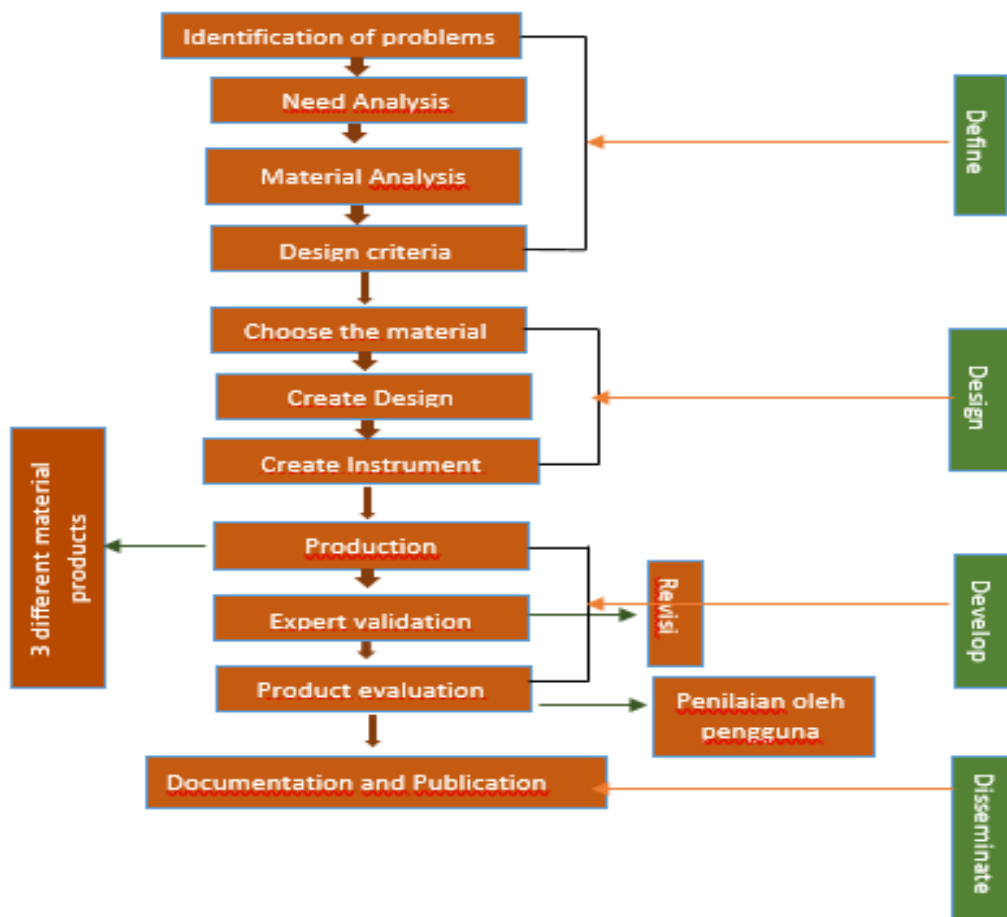 Identification of problems
Need Analysis
Define
Material Analysis
Design criteria
Choose the material
Create Design
Design
Create Instrument
3 different material
products
Production
Revisi
Expert validation
Develop
Product evaluation
Penilaian oleh
pengguna
Documentation and Publication
Disseminate